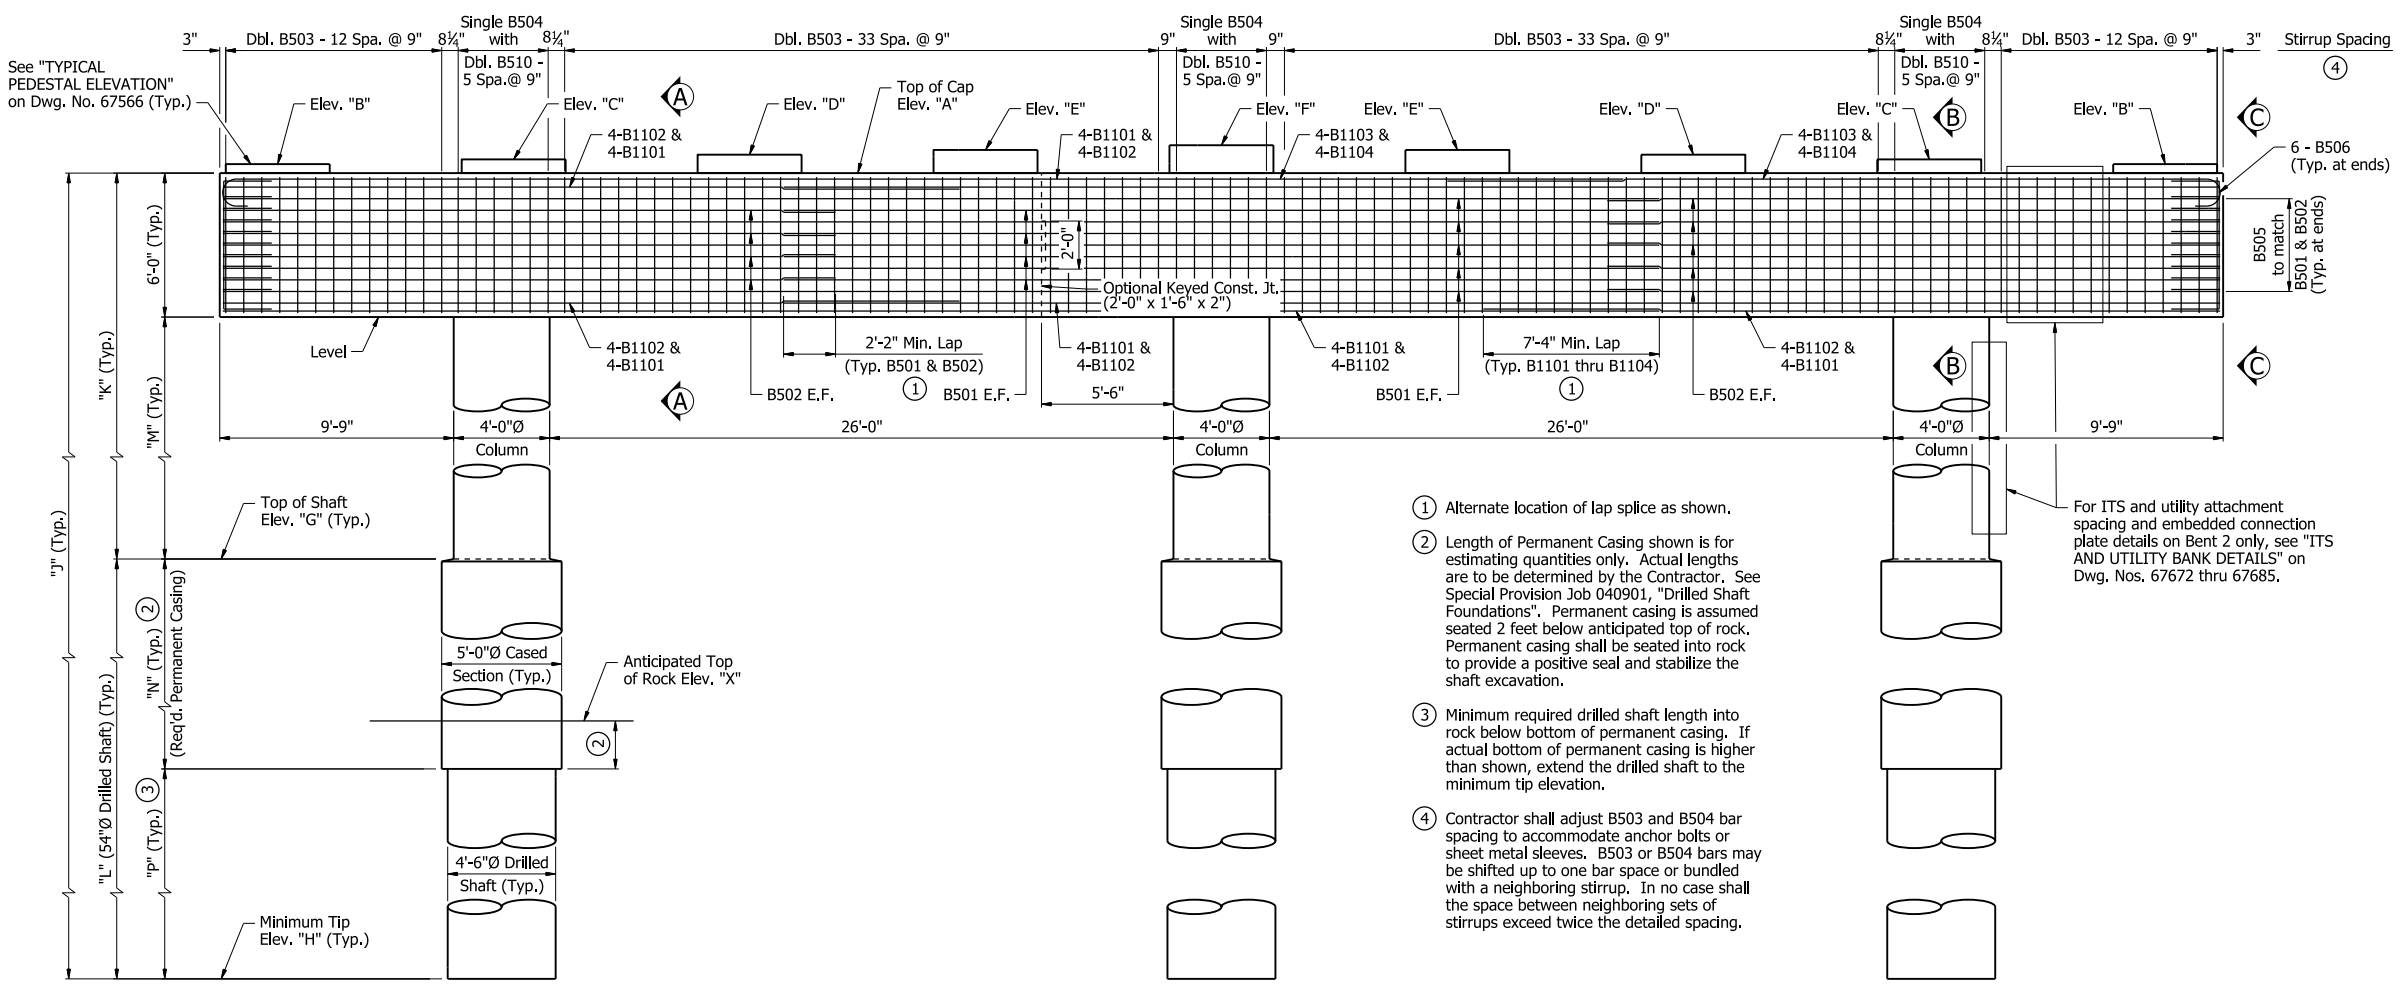 3"
Dbl. B503 - 12 Spa. @ 9"
8¼"
Single B504
with
Dbl. B510 -
5 Spa.@ 9"
8¼"
Dbl. B503 - 33 Spa. @ 9"
9"
Single B504
with
Dbl. B510 -
5 Spa.@ 9"
9"
Dbl. B503 - 33 Spa. @ 9"
8¼"
Single B504
with
Dbl. B510 -
5 Spa.@ 9"
8¼"
Dbl. B503 - 12 Spa. @ 9"
3"
Stirrup Spacing
4
See "TYPICAL
PEDESTAL ELEVATION"
on Dwg. No. 67566 (Typ.)
Elev. "B"
Elev. "C"
A
Elev. "D"
Top of Cap
Elev. "A"
Elev. "E"
Elev. "F"
Elev. "E"
Elev. "D"
Elev. "C"
B
Elev. "B"
C
4-B1102 &
4-B1101
4-B1101 &
4-B1102
4-B1103 &
4-B1104
4-B1103 &
4-B1104
6 - B506
(Typ. at ends)
6'-0" (Typ.)
2'-0"
B505
to match
B501 & B502
(Typ. at ends)
Optional Keyed Const. Jt.
(2'-0" x 1'-6" x 2")
Level
4-B1102 &
4-B1101
2'-2" Min. Lap
(Typ. B501 & B502)
1
4-B1101 &
4-B1102
4-B1101 &
4-B1102
7'-4" Min. Lap
(Typ. B1101 thru B1104)
1
4-B1102 &
4-B1101
B
C
A
B502 E.F.
B501 E.F.
5'-6"
B501 E.F.
B502 E.F.
"K" (Typ.)
"M" (Typ.)
9'-9"
4'-0"Ø
Column
26'-0"
4'-0"Ø
Column
26'-0"
4'-0"Ø
Column
9'-9"
"J" (Typ.)
Top of Shaft
Elev. "G" (Typ.)
For ITS and utility attachment
spacing and embedded connection
plate details on Bent 2 only, see "ITS
AND UTILITY BANK DETAILS" on
Dwg. Nos. 67672 thru 67685.
"L" (54"Ø Drilled Shaft) (Typ.)
"N" (Typ.) 2
(Req'd. Permanent Casing)
"P" (Typ.) 3
5'-0"Ø Cased
Section (Typ.)
Anticipated Top
of Rock Elev. "X"
2
4'-6"Ø Drilled
Shaft (Typ.)
Minimum Tip
Elev. "H" (Typ.)
1 Alternate location of lap splice as shown.
2 Length of Permanent Casing shown is for
estimating quantities only. Actual lengths
are to be determined by the Contractor. See
Special Provision Job 040901, "Drilled Shaft
Foundations". Permanent casing is assumed
seated 2 feet below anticipated top of rock.
Permanent casing shall be seated into rock
to provide a positive seal and stabilize the
shaft excavation.
3 Minimum required drilled shaft length into
rock below bottom of permanent casing. If
actual bottom of permanent casing is higher
than shown, extend the drilled shaft to the
minimum tip elevation.
4 Contractor shall adjust B503 and B504 bar
spacing to accommodate anchor bolts or
sheet metal sleeves. B503 or B504 bars may
be shifted up to one bar space or bundled
with a neighboring stirrup. In no case shall
the space between neighboring sets of
stirrups exceed twice the detailed spacing.